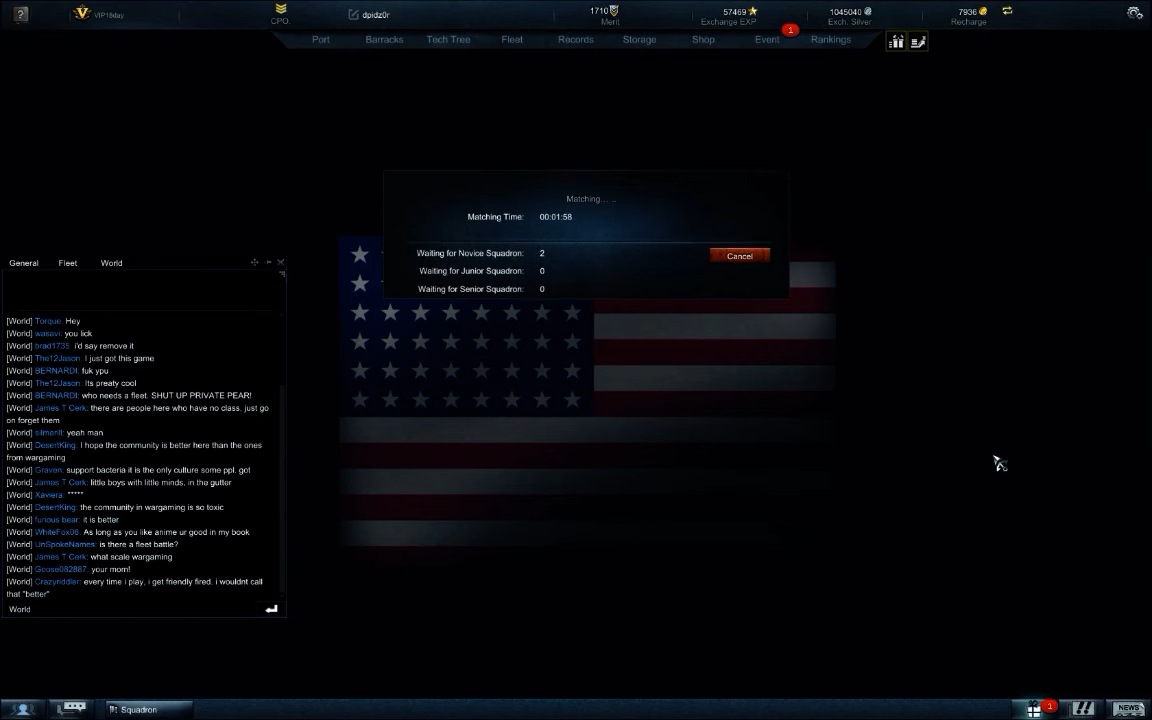 ? VIP18day CPO. dpidz0r 1710 Merit 57469 Exchange EXP 1045040 Exch. Silver 7936 Recharge
Port Barracks Tech Tree Fleet Records Storage Shop Event 1 Rankings
Matching... ..
Matching Time: 00:01:58
Waiting for Novice Squadron: 2
Cancel
Waiting for Junior Squadron: 0
Waiting for Senior Squadron: 0
General Fleet World
[World] Torque: Hey
[World] wasavi: you lick
[World] brad1735: i'd say remove it
[World] The12Jason: I just got this game
[World] BERNARDI: fuk ypu
[World] The12Jason: Its preaty cool
[World] BERNARDI: who needs a fleet. SHUT UP PRIVATE PEAR!
[World] James T Cerk: there are people here who have no class, just go
on forget them
[World] silmarill: yeah man
[World] DesertKing: I hope the community is better here than the ones
from wargaming
[World] Graven: support bacteria it is the only culture some ppl. got
[World] James T Cerk: little boys with little minds, in the gutter
[World] Xaviera: *****
[World] DesertKing: the community in wargaming is so toxic
[World] furious bear: it is better
[World] WhiteFox06: As long as you like anime ur good in my book
[World] UnSpokeNames: is there a fleet battle?
[World] James T Cerk: what scale wargaming
[World] Goose082887: your mom!
[World] Crazyriddler: every time i play, i get friendly fired. i wouldnt call
that "better"
World
Squadron 1 NEWS